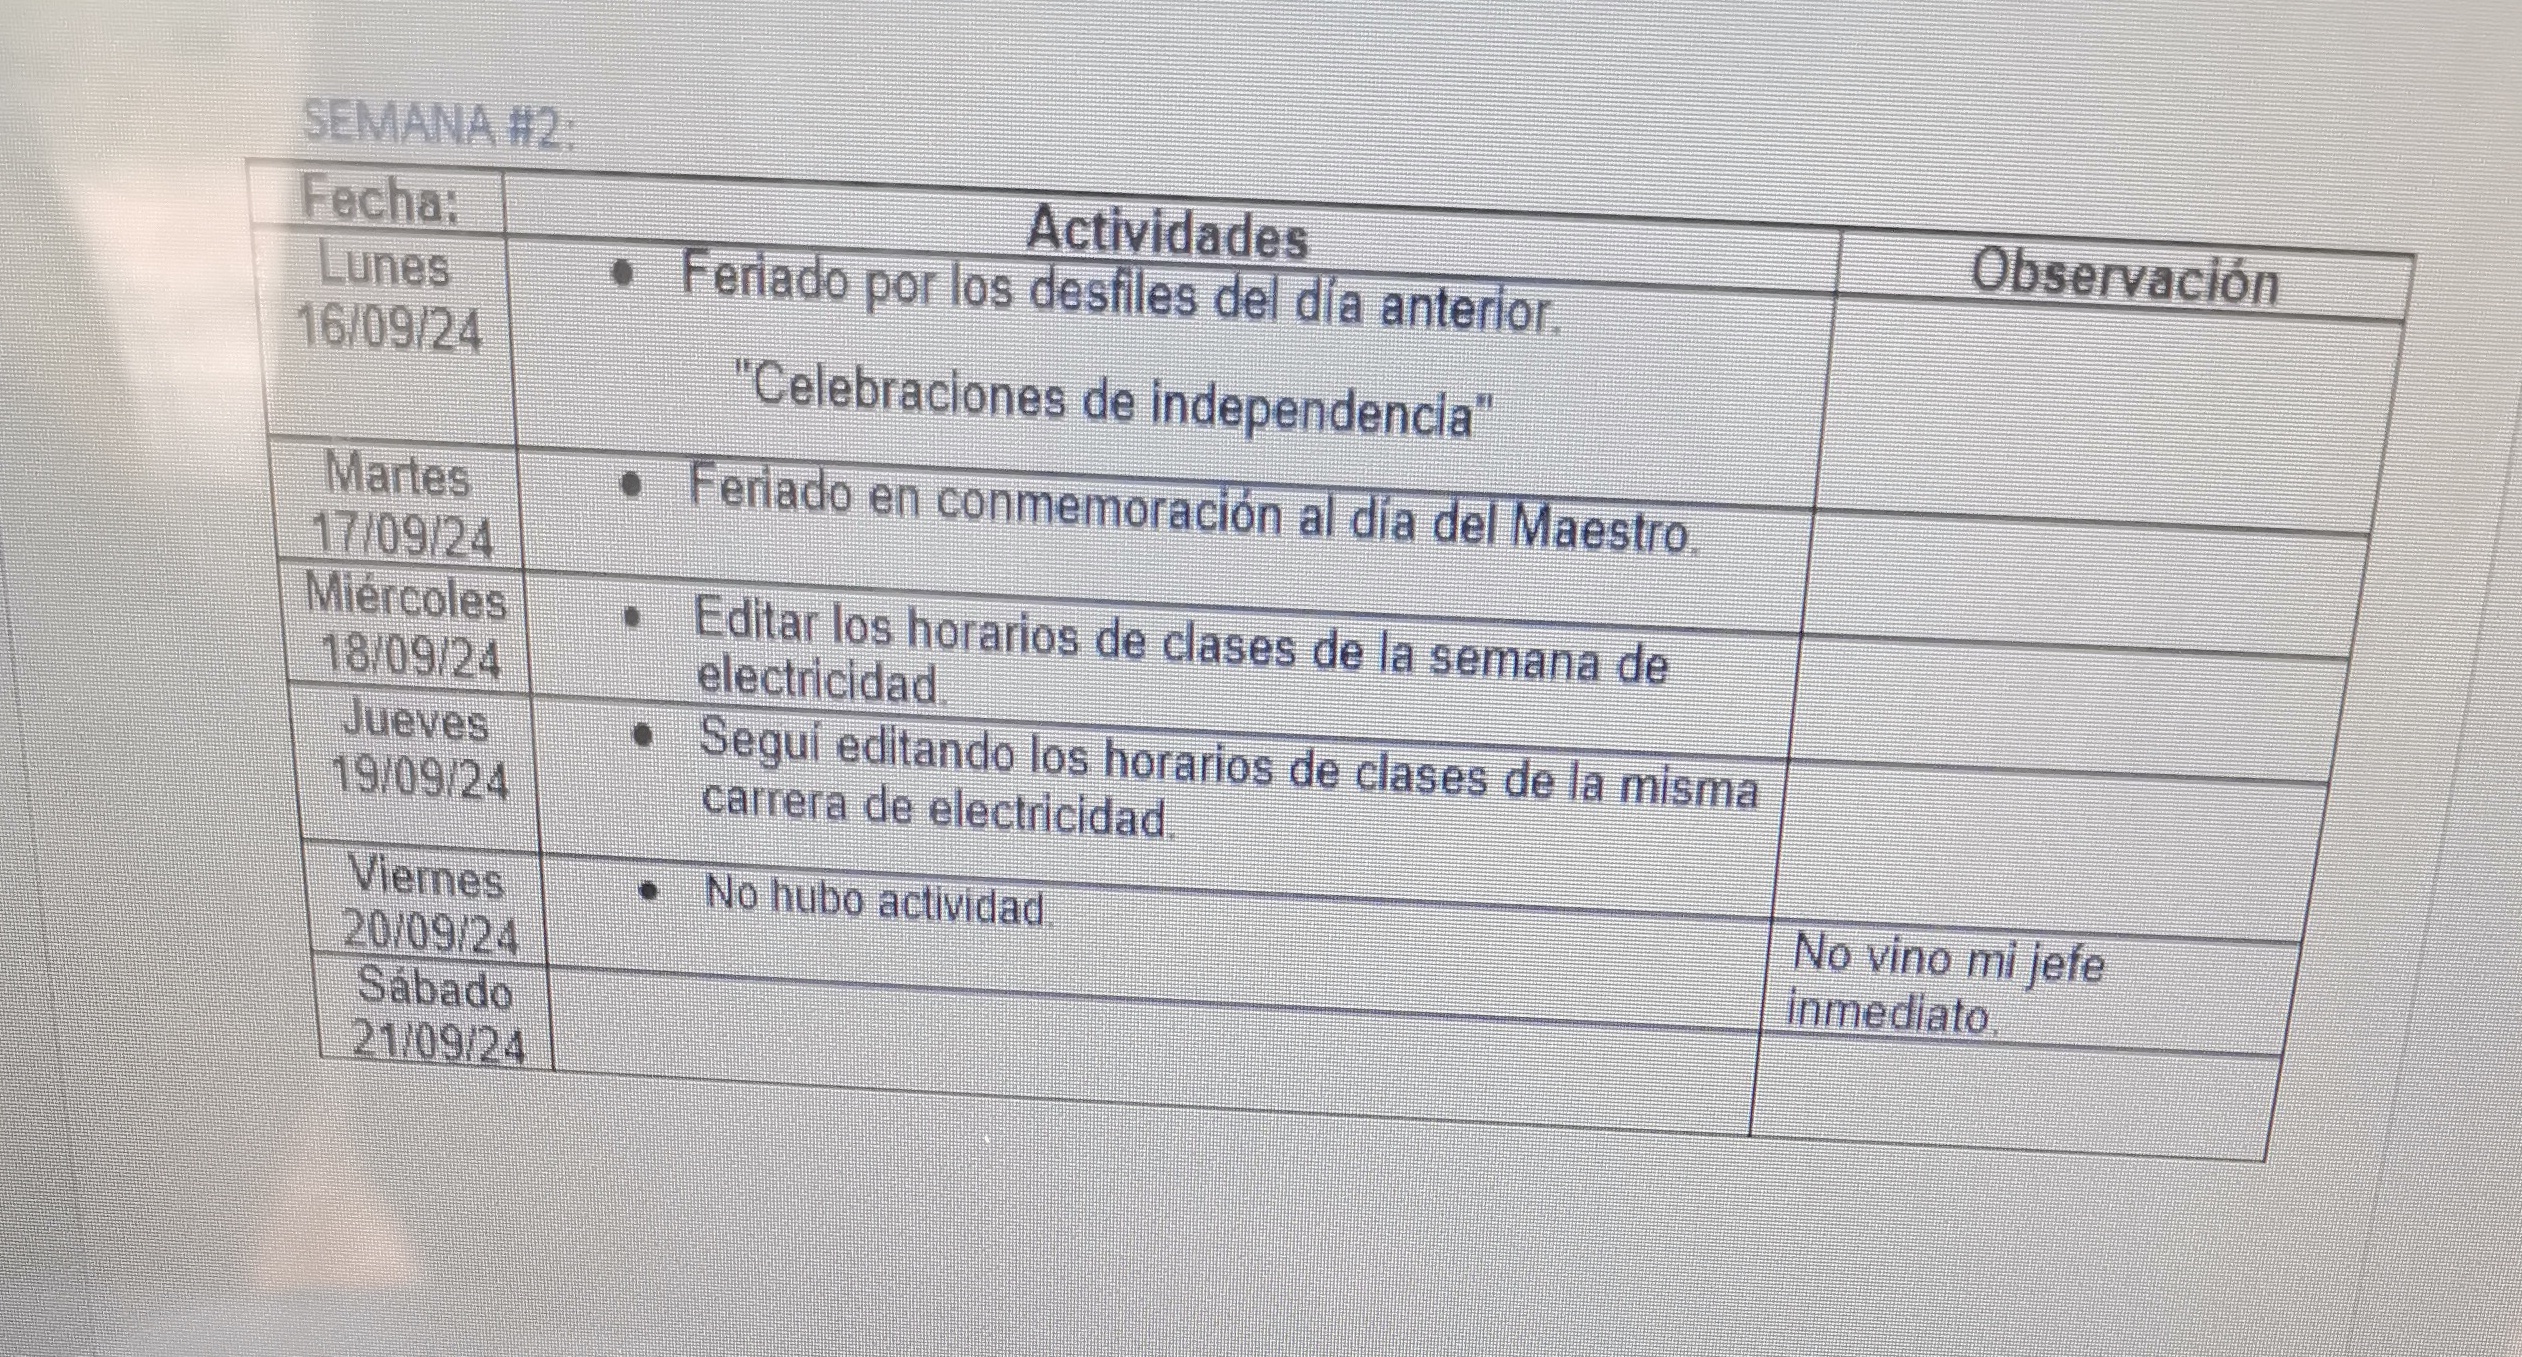 SEMANA #2:
Fecha:
Actividades
Observación
Lunes
16/09/24
● Feriado por los desfiles del día anterior.
"Celebraciones de independencia"
Martes
17/09/24
● Feriado en conmemoración al día del Maestro.
Miércoles
18/09/24
● Editar los horarios de clases de la semana de
electricidad.
Jueves
19/09/24
● Seguí editando los horarios de clases de la misma
carrera de electricidad.
Viernes
20/09/24
● No hubo actividad.
No vino mi jefe
inmediato.
Sábado
21/09/24